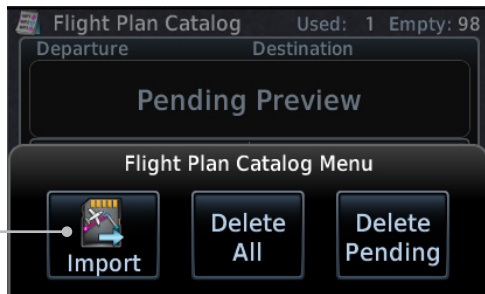 Flight Plan Catalog Used: 1 Empty: 98
Departure Destination
Pending Preview
Flight Plan Catalog Menu
Import
Delete All
Delete Pending